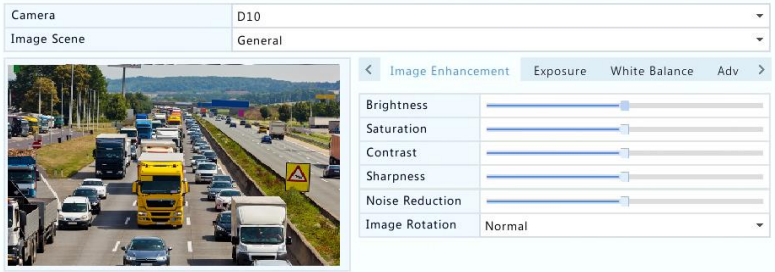 Camera D10
Image Scene General
Image Enhancement Exposure White Balance Adv
Brightness
Saturation
Contrast
Sharpness
Noise Reduction
Image Rotation Normal